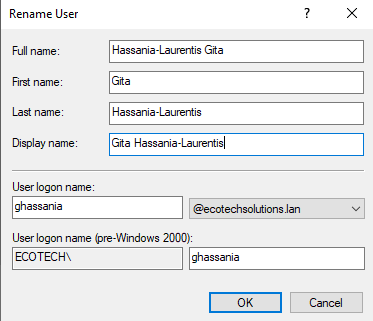 Rename User
Full name: Hassania-Laurentis Gita
First name: Gita
Last name: Hassania-Laurentis
Display name: Gita Hassania-Laurentis
User logon name:
ghassania @ecotechsolutions.lan
User logon name (pre-Windows 2000):
ECOTECH\ ghassania
OK Cancel